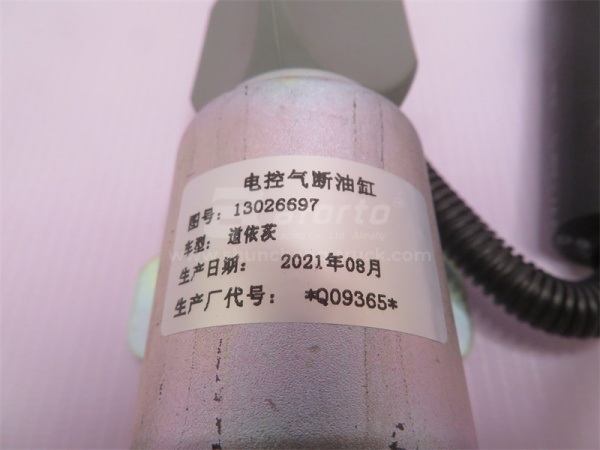 电控气断油缸
图号：13026697
车型：道依茨
生产日期： 2021年08月
生产厂代号： *Q09365*